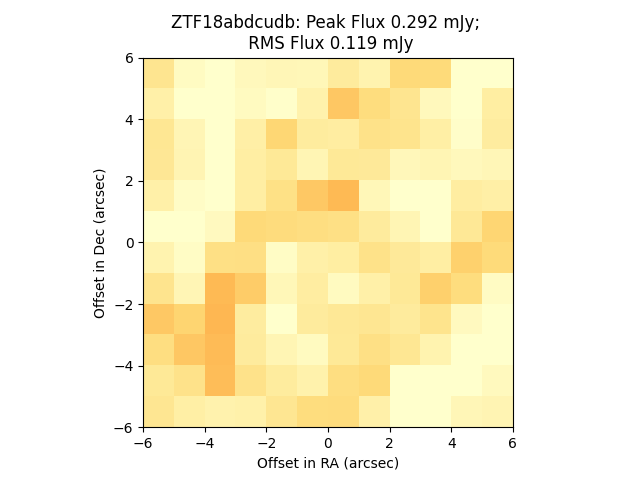 ZTF18abdcudb: Peak Flux 0.292 mJy;
RMS Flux 0.119 mJy
6
4
2
0
−2
−4
−6
Offset in Dec (arcsec)
−6 −4 −2 0 2 4 6
Offset in RA (arcsec)